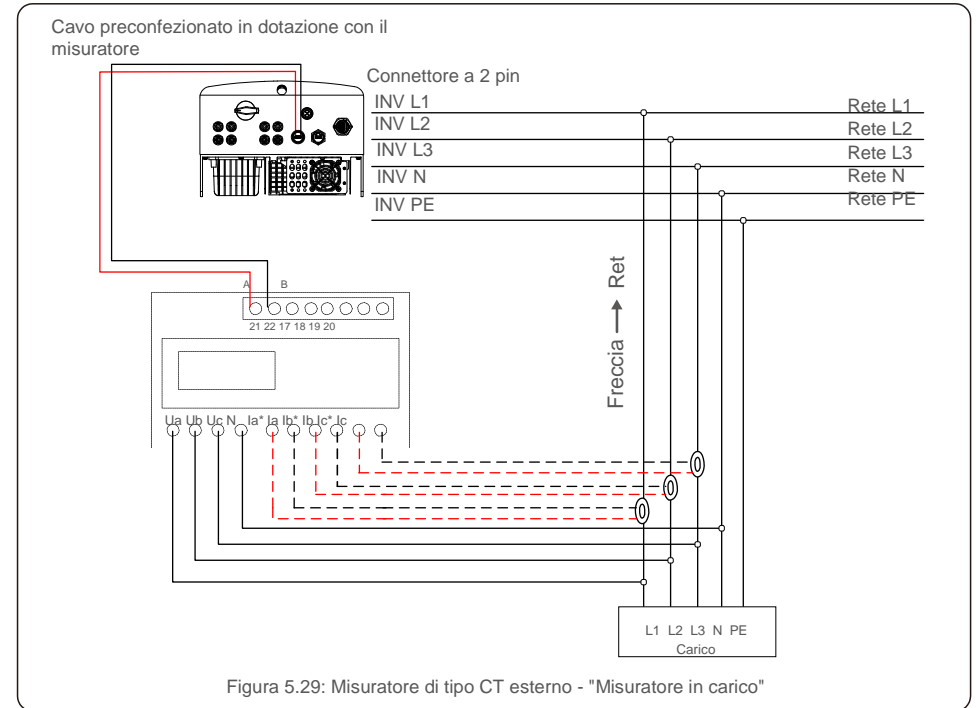 Cavo preconfezionato in dotazione con il
misuratore
Connettore a 2 pin
INV L1
Rete L1
INV L2
Rete L2
INV L3
Rete L3
INV N
Rete N
INV PE
Rete PE
Freccia → Ret
A B
21 22 17 18 19 20
Ua Ub Uc N Ia* Ia Ib* Ib Ic* Ic
L1 L2 L3 N PE
Carico
Figura 5.29: Misuratore di tipo CT esterno - "Misuratore in carico"